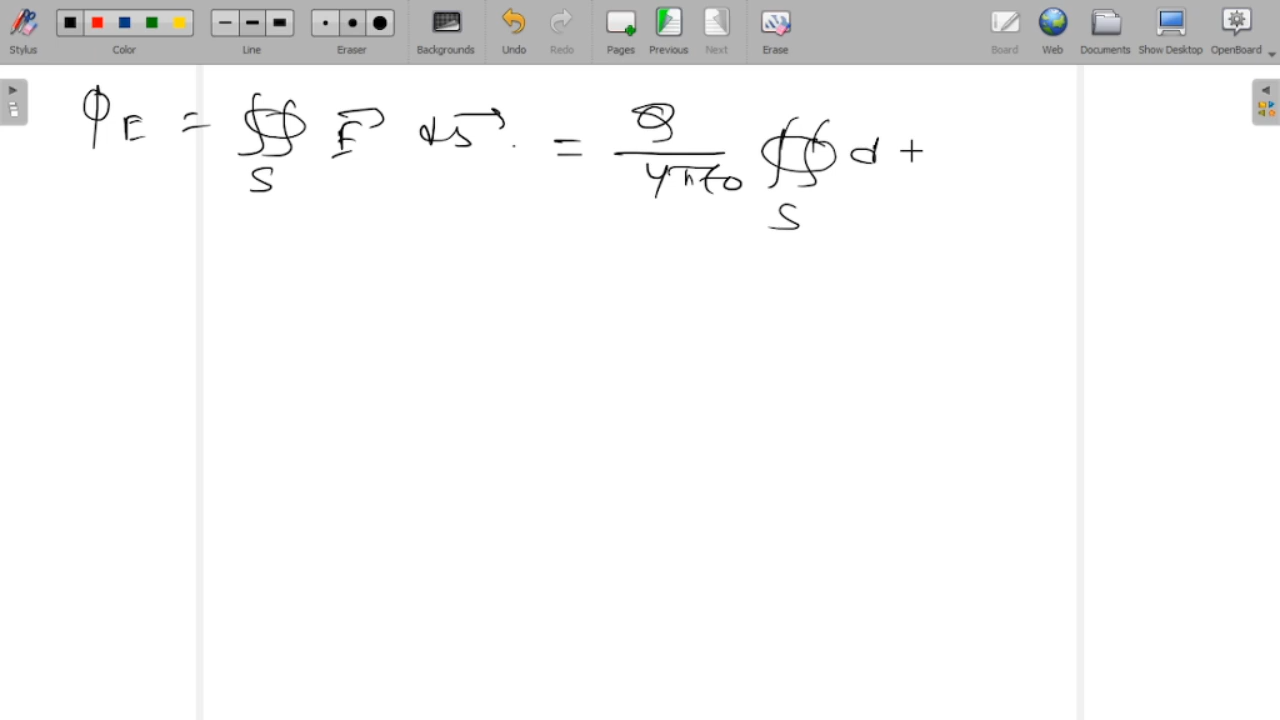 Stylus Color Line Eraser Backgrounds Undo Redo Pages Previous Next Erase Board Web Documents Show Desktop OpenBoard
ϕ_E = ∯_S E⃗ ds⃗ . = Q/(4πε0) ∯_S d +